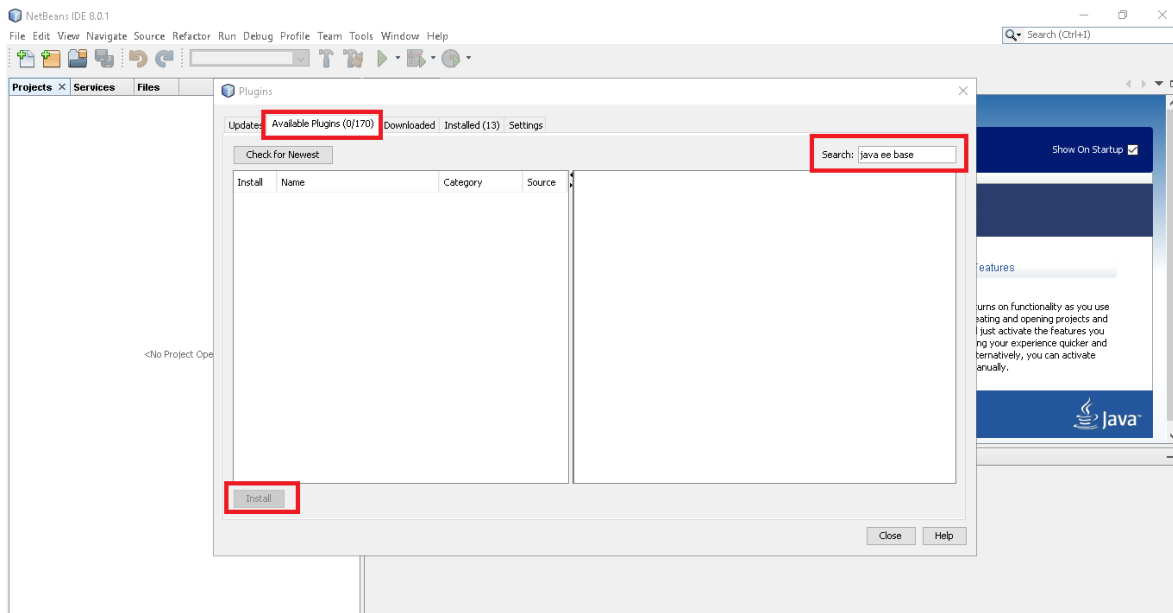 NetBeans IDE 8.0.1
File Edit View Navigate Source Refactor Run Debug Profile Team Tools Window Help
Search (Ctrl+I)
Projects Services Files
Plugins
Updates Available Plugins (0/170) Downloaded Installed (13) Settings
Check for Newest
Search: java ee base
Show On Startup
Install Name Category Source
eatures
urns on functionality as you use
eating and opening projects and
just activate the features you
ng your experience quicker and
ternatively, you can activate
anually.
<No Project Ope
Java
Install
Close Help